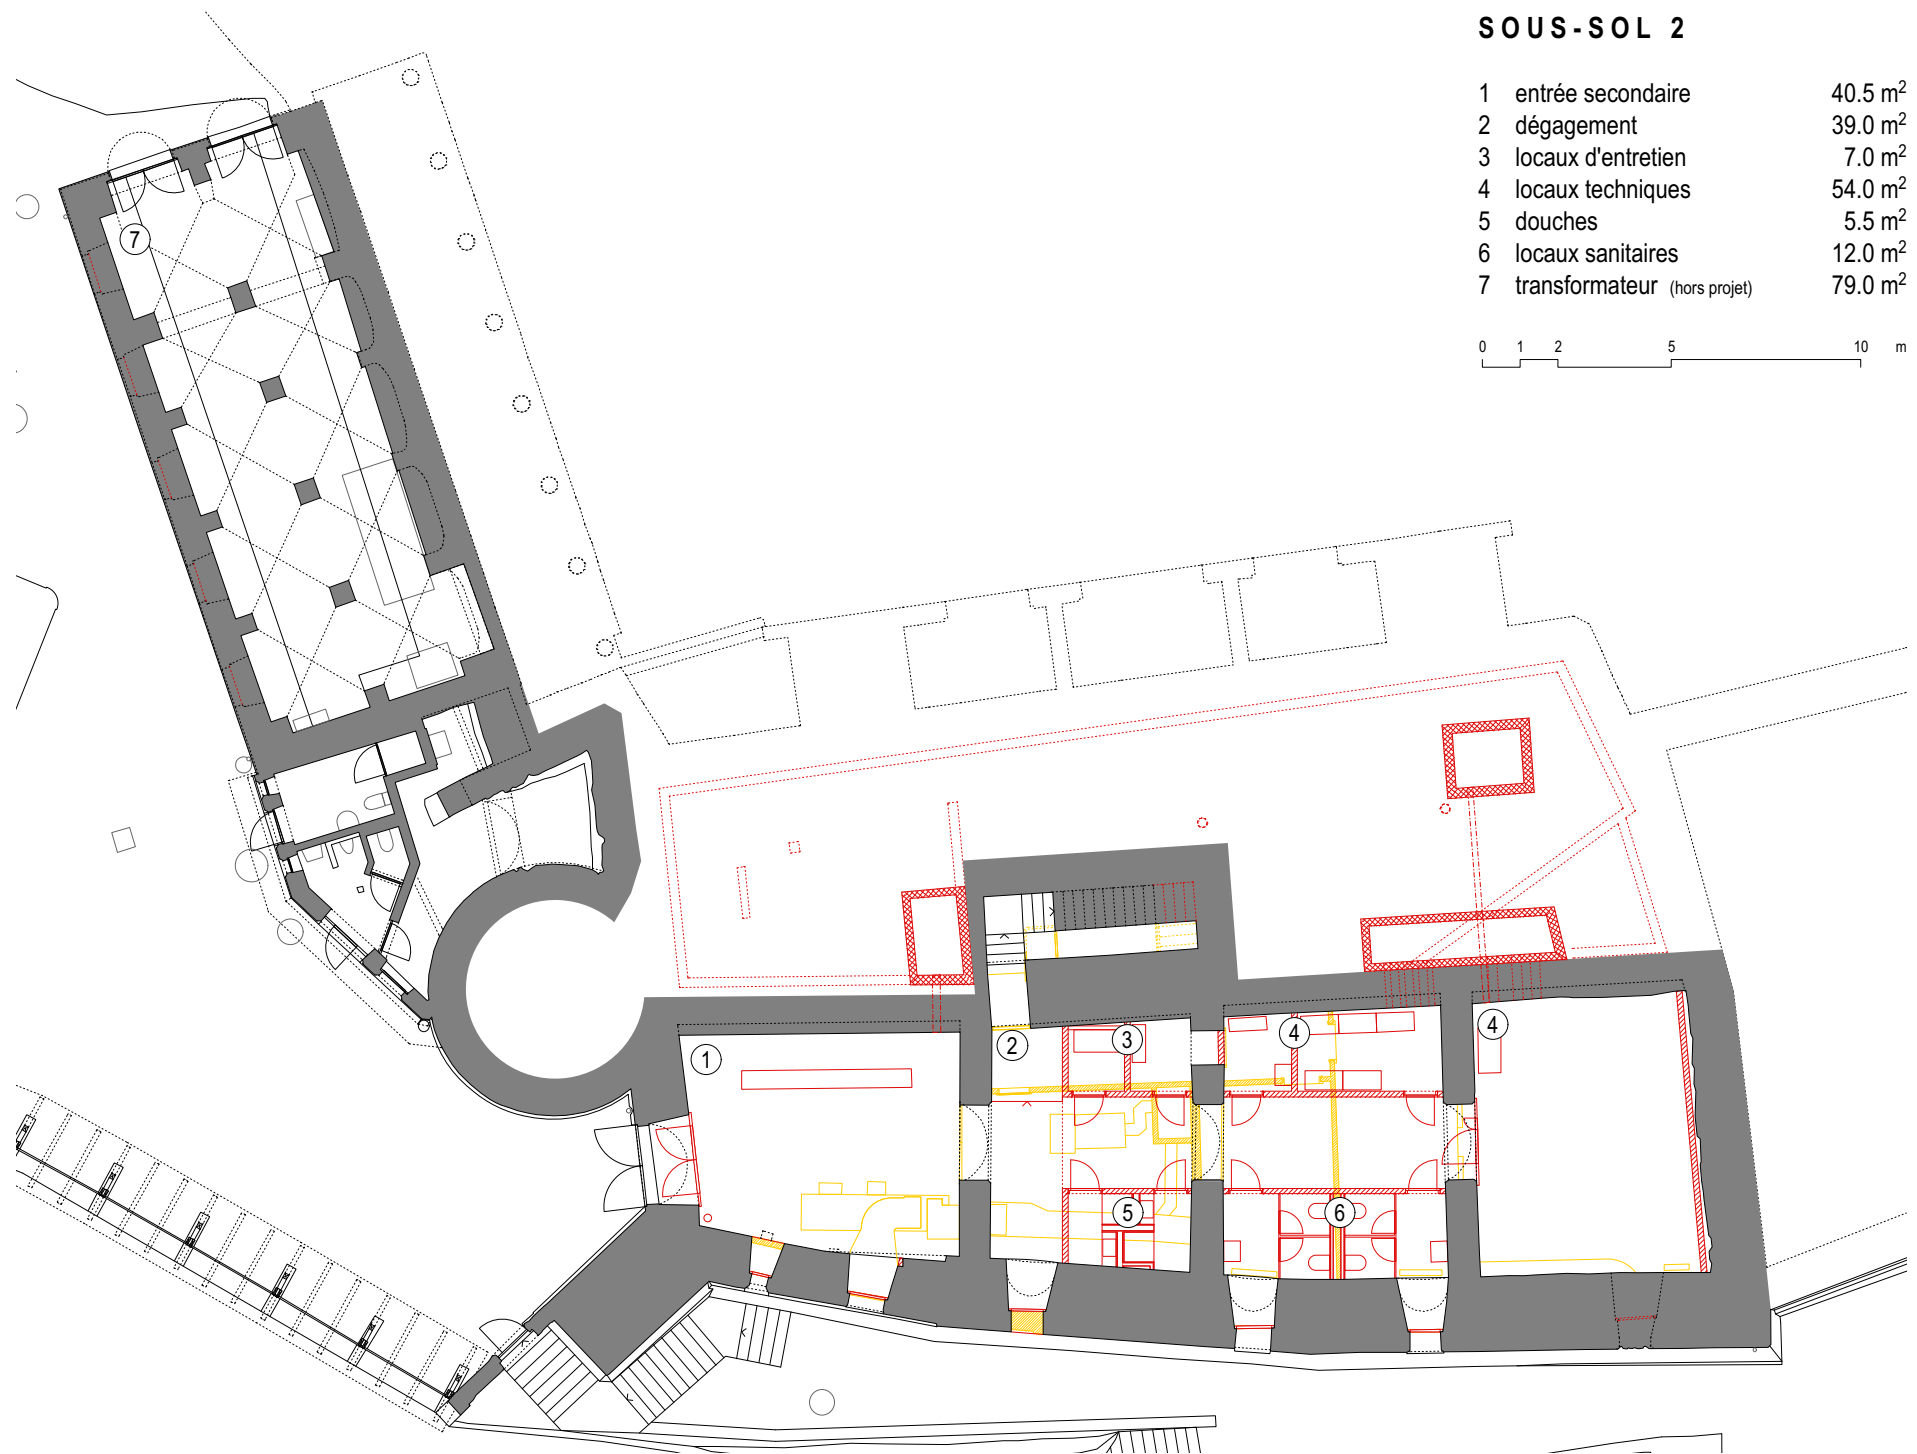 SOUS-SOL 2
1 entrée secondaire 40.5 m²
2 dégagement 39.0 m²
3 locaux d'entretien 7.0 m²
4 locaux techniques 54.0 m²
5 douches 5.5 m²
6 locaux sanitaires 12.0 m²
7 transformateur (hors projet) 79.0 m²
0 1 2 5 10 m
7
1
2
3
4
4
5
6